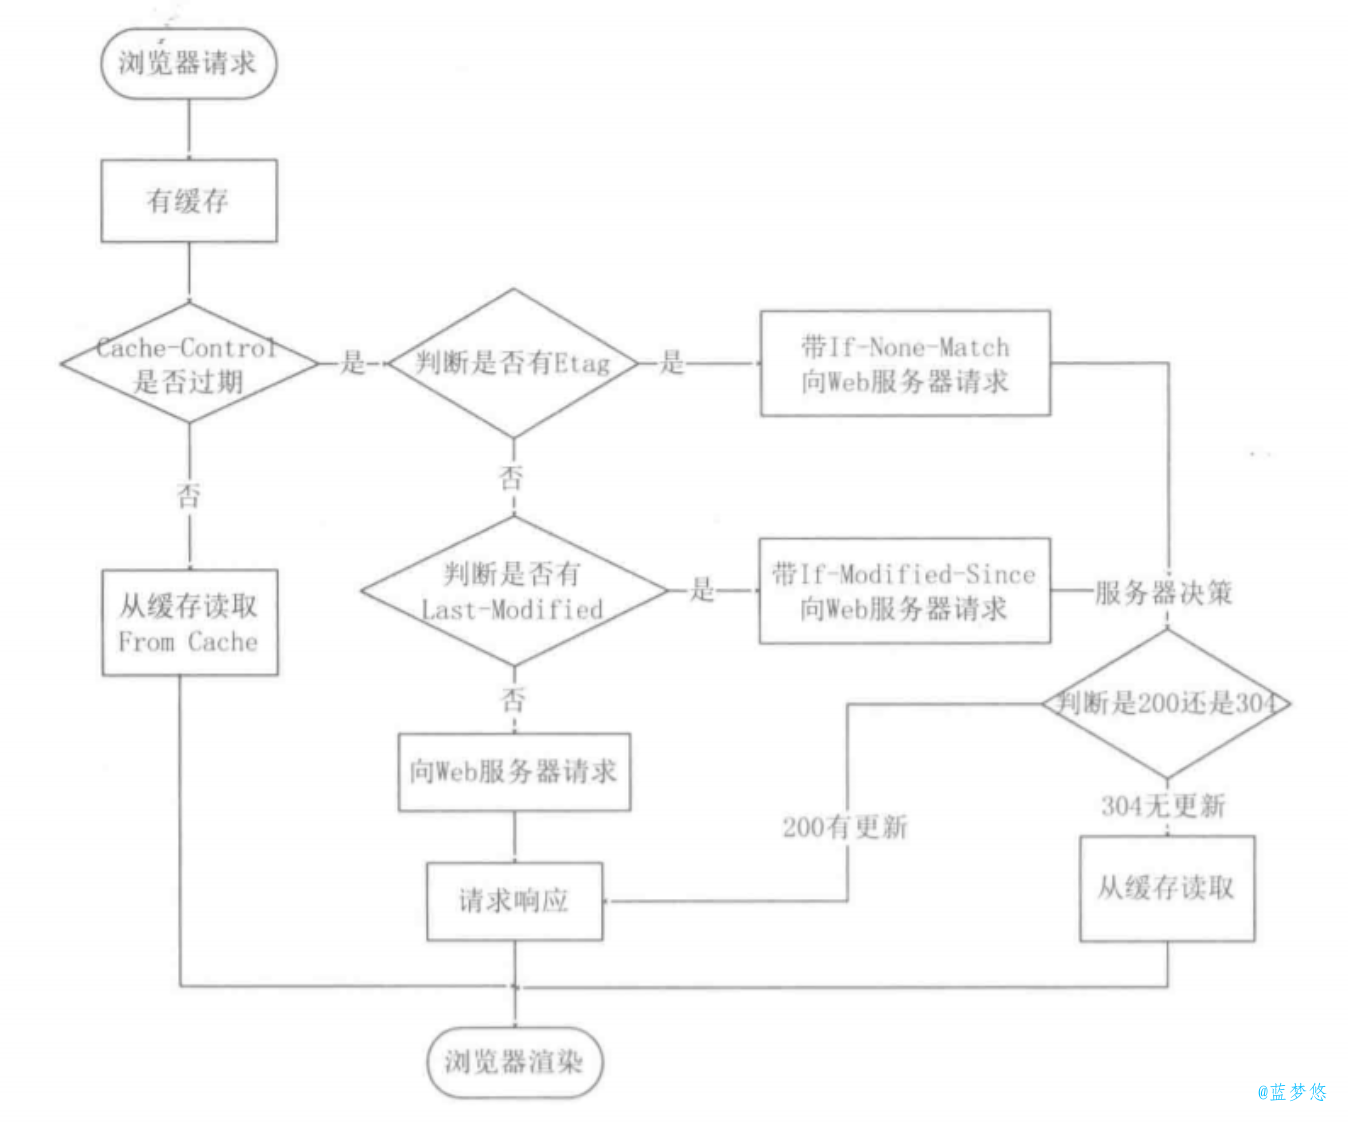 浏览器请求
有缓存
Cache-Control
是否过期
是
判断是否有Etag
是
带If-None-Match
向Web服务器请求
否
否
从缓存读取
From Cache
判断是否有
Last-Modified
是
带If-Modified-Since
向Web服务器请求
服务器决策
判断是200还是304
否
向Web服务器请求
200有更新
304无更新
请求响应
从缓存读取
浏览器渲染
@蓝梦悠